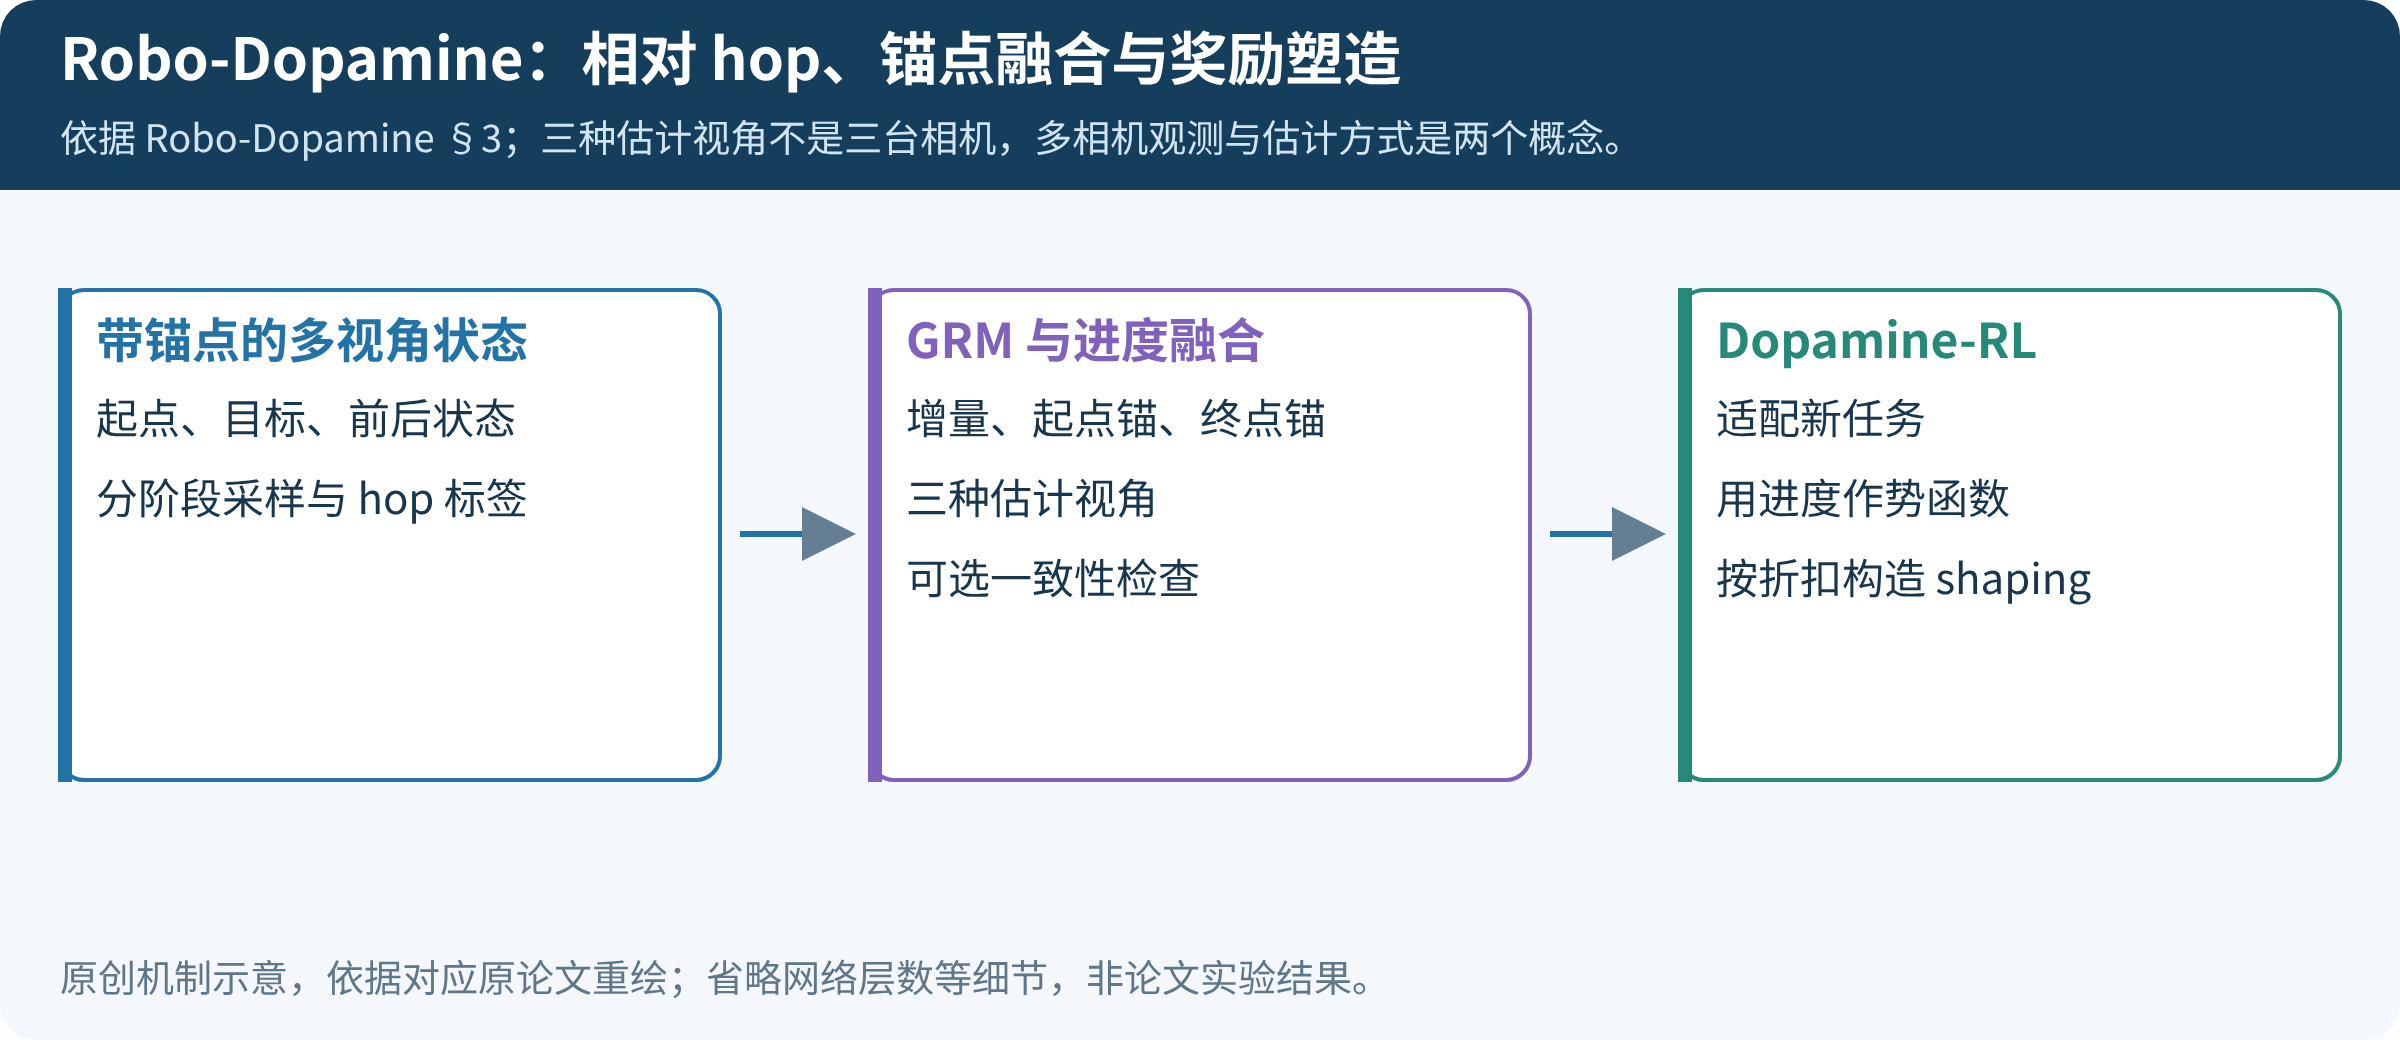 Robo-Dopamine：相对 hop、锚点融合与奖励塑造
依据 Robo-Dopamine §3；三种估计视角不是三台相机，多相机观测与估计方式是两个概念。
带锚点的多视角状态
起点、目标、前后状态
分阶段采样与 hop 标签
GRM 与进度融合
增量、起点锚、终点锚
三种估计视角
可选一致性检查
Dopamine-RL
适配新任务
用进度作势函数
按折扣构造 shaping
原创机制示意，依据对应原论文重绘；省略网络层数等细节，非论文实验结果。